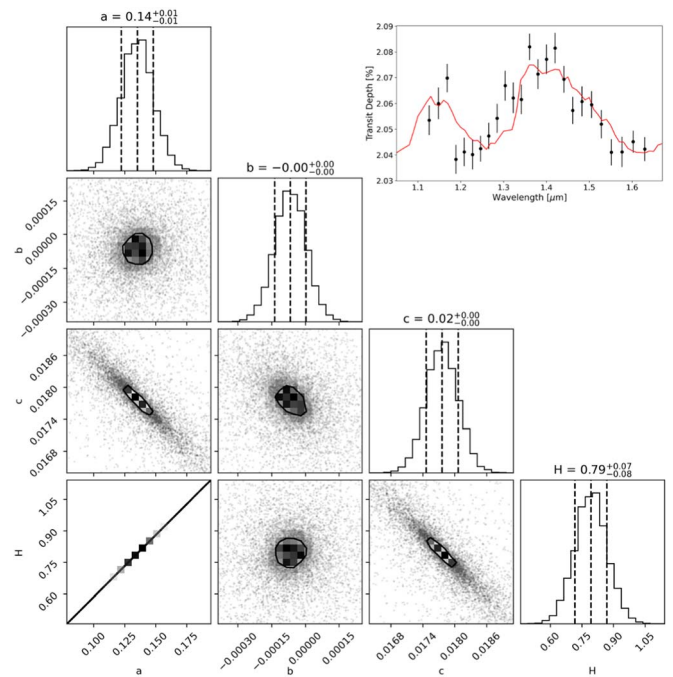 a = 0.14+0.01−0.01
2.09
2.08
2.07
2.06
2.05
2.04
2.03
Transit Depth [%]
1.1 1.2 1.3 1.4 1.5 1.6
Wavelength [μm]
b = −0.00+0.00−0.00
0.00015
0.00000
−0.00015
−0.00030
b
c = 0.02+0.00−0.00
0.0186
0.0180
0.0174
0.0168
c
H = 0.79+0.07−0.08
1.05
0.90
0.75
0.60
H
0.100 0.125 0.150 0.175
a
−0.00030 −0.00015 0.00000 0.00015
b
0.0168 0.0174 0.0180 0.0186
c
0.60 0.75 0.90 1.05
H